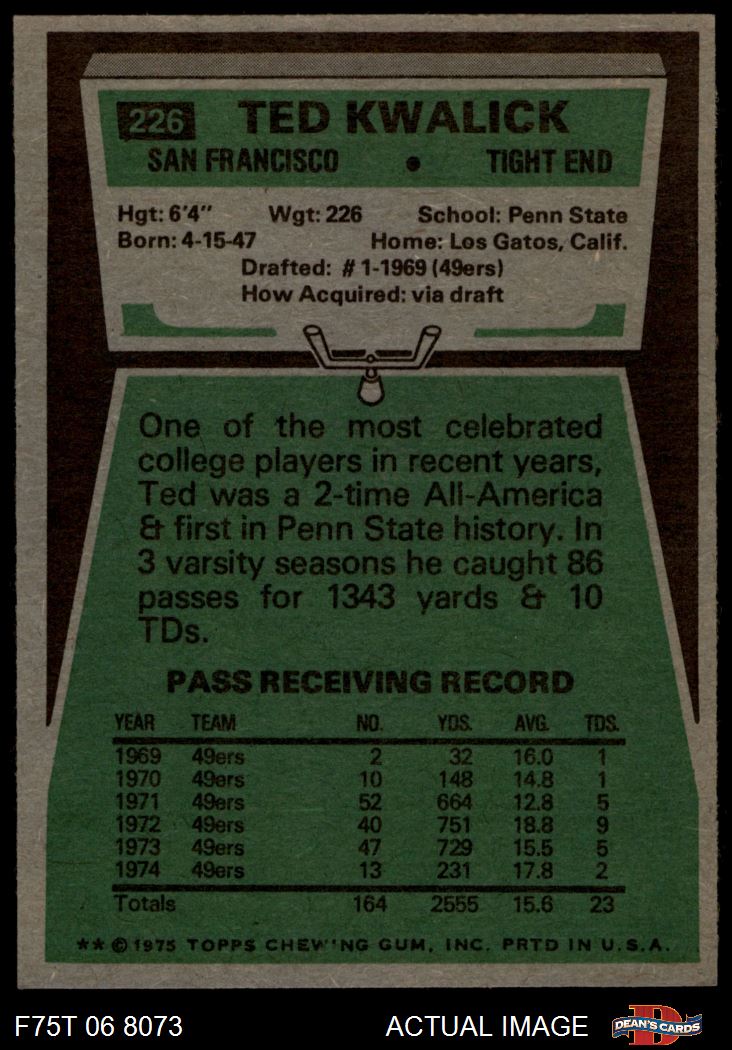 226 TED KWALICK
SAN FRANCISCO • TIGHT END
Hgt: 6'4" Wgt: 226 School: Penn State
Born: 4-15-47 Home: Los Gatos, Calif.
Drafted: #1-1969 (49ers)
How Acquired: via draft
One of the most celebrated
college players in recent years,
Ted was a 2-time All-America
& first in Penn State history. In
3 varsity seasons he caught 86
passes for 1343 yards & 10
TDs.
PASS RECEIVING RECORD
YEAR TEAM NO. YDS. AVG. TDS.
1969 49ers 2 32 16.0 1
1970 49ers 10 148 14.8 1
1971 49ers 52 664 12.8 5
1972 49ers 40 751 18.8 9
1973 49ers 47 729 15.5 5
1974 49ers 13 231 17.8 2
Totals 164 2555 15.6 23
**©1975 TOPPS CHEWING GUM, INC. PRTD IN U.S.A.
F75T 06 8073 ACTUAL IMAGE D DEAN'S CARDS